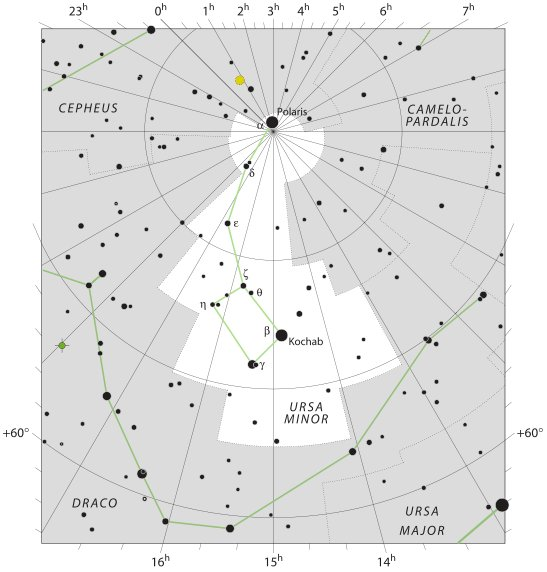 23h 0h 1h 2h 3h 4h 5h 6h 7h
CEPHEUS
CAMELO-
PARDALIS
Polaris
α
δ
ε
ζ
η
θ
β
Kochab
γ
URSA
MINOR
+60°
+60°
DRACO
URSA
MAJOR
16h 15h 14h